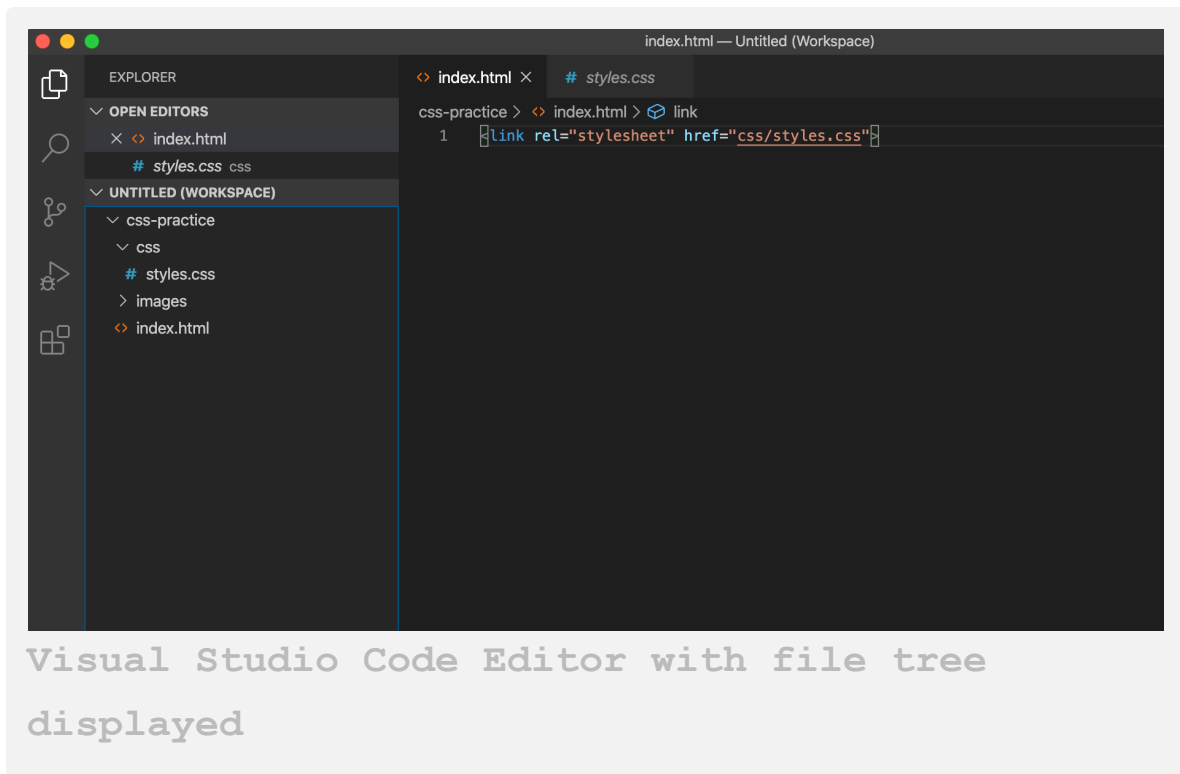 index.html — Untitled (Workspace)
EXPLORER
OPEN EDITORS
index.html
styles.css css
UNTITLED (WORKSPACE)
css-practice
css
styles.css
images
index.html
index.html styles.css
css-practice > index.html > link
1 <link rel="stylesheet" href="css/styles.css">
Visual Studio Code Editor with file tree
displayed